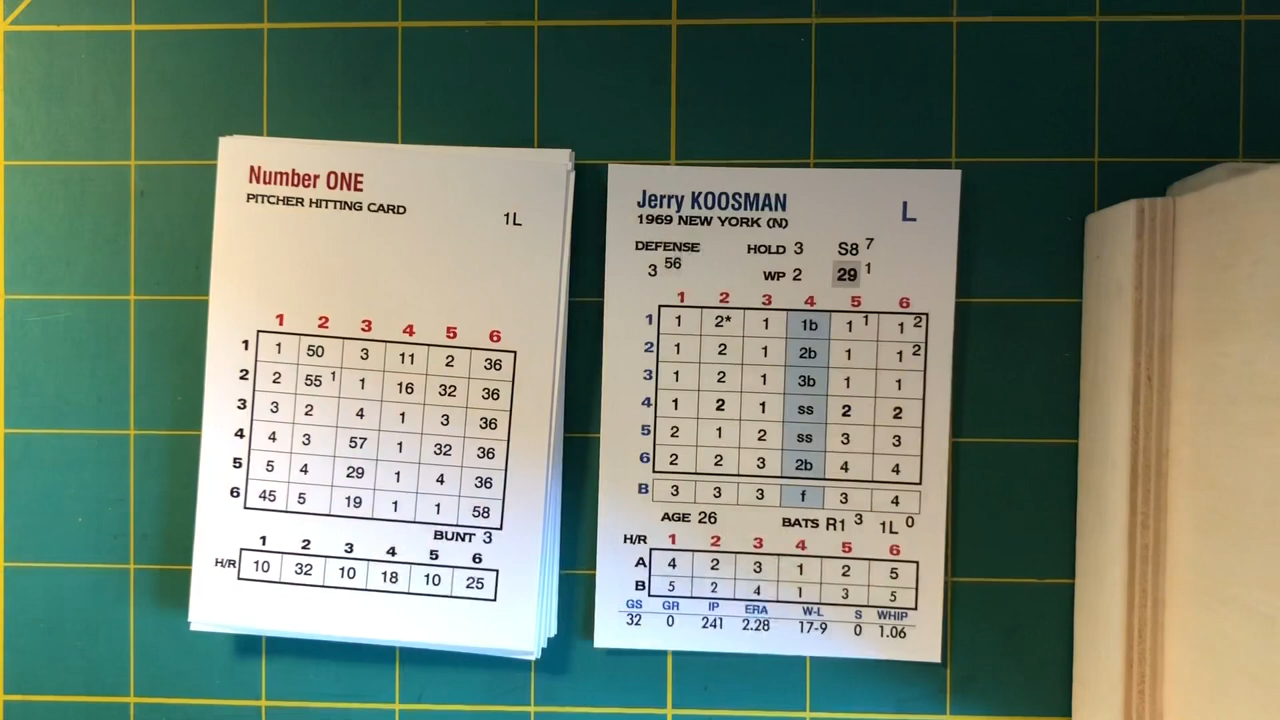 Number ONE
PITCHER HITTING CARD 1L
1 2 3 4 5 6
1 1 50 3 11 2 36
2 2 55 1 1 16 32 36
3 3 2 4 1 3 36
4 4 3 57 1 32 36
5 5 4 29 1 4 36
6 45 5 19 1 1 58
BUNT 3
1 2 3 4 5 6
H/R 10 32 10 18 10 25
Jerry KOOSMAN L
1969 NEW YORK (N)
DEFENSE HOLD 3 S8 7
3 56 WP 2 29 1
1 2 3 4 5 6
1 1 2* 1 1b 1 1 1 2
2 1 2 1 2b 1 1 2
3 1 2 1 3b 1 1
4 1 2 1 ss 2 2
5 2 1 2 ss 3 3
6 2 2 3 2b 4 4
B 3 3 3 f 3 4
AGE 26 BATS R1 3 1L 0
H/R 1 2 3 4 5 6
A 4 2 3 1 2 5
B 5 2 4 1 3 5
GS GR IP ERA W-L S WHIP
32 0 241 2.28 17-9 0 1.06